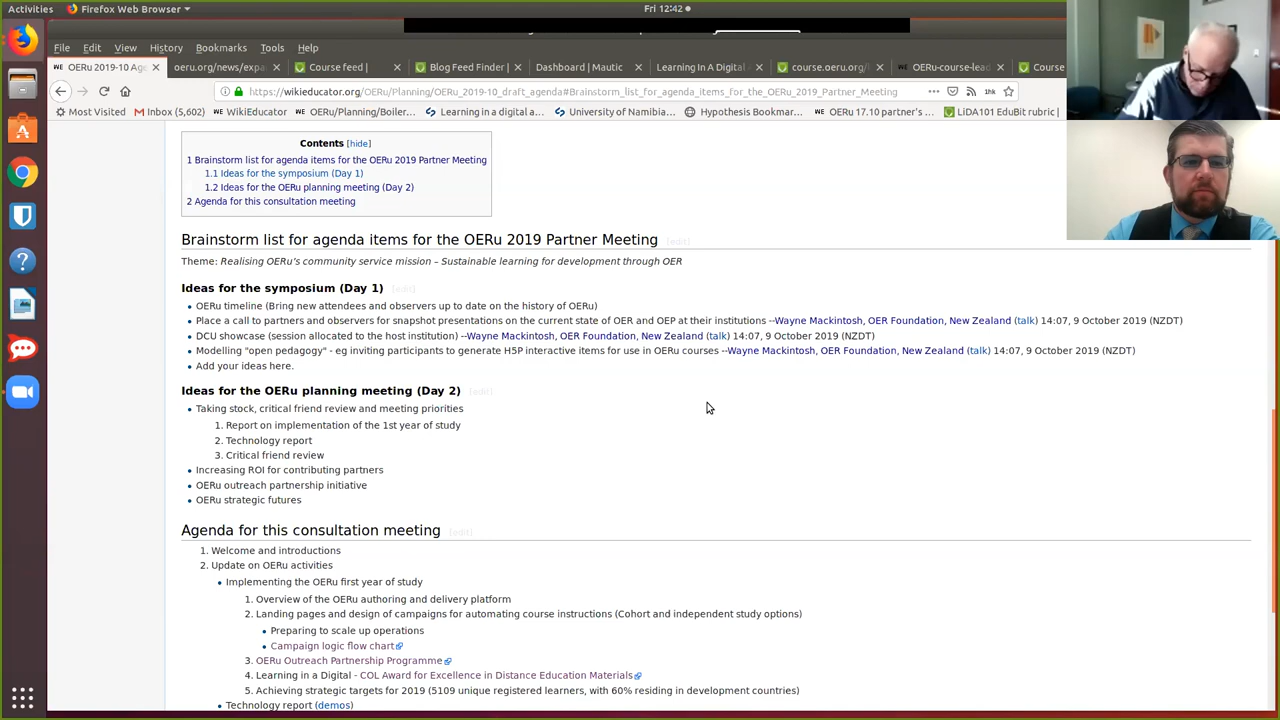 Activities Firefox Web Browser Fri 12:42
File Edit View History Bookmarks Tools Help
OERu 2019-10 Age oeru.org/news/expa Course feed | Blog Feed Finder | Dashboard | Mautic Learning In A Digital course.oeru.org/ OERu-course-lead Course
https://wikieducator.org/OERu/Planning/OERu_2019-10_draft_agenda#Brainstorm_list_for_agenda_items_for_the_OERu_2019_Partner_Meeting
Most Visited Inbox (5,602) WikiEducator OERu/Planning/Boiler... Learning in a digital a... University of Namibia... Hypothesis Bookmar... OERu 17.10 partner's ... LiDA101 EduBit rubric |
Contents [hide]
1 Brainstorm list for agenda items for the OERu 2019 Partner Meeting
1.1 Ideas for the symposium (Day 1)
1.2 Ideas for the OERu planning meeting (Day 2)
2 Agenda for this consultation meeting
Brainstorm list for agenda items for the OERu 2019 Partner Meeting [edit]
Theme: Realising OERu's community service mission – Sustainable learning for development through OER
Ideas for the symposium (Day 1) [edit]
OERu timeline (Bring new attendees and observers up to date on the history of OERu)
Place a call to partners and observers for snapshot presentations on the current state of OER and OEP at their institutions --Wayne Mackintosh, OER Foundation, New Zealand (talk) 14:07, 9 October 2019 (NZDT)
DCU showcase (session allocated to the host institution) --Wayne Mackintosh, OER Foundation, New Zealand (talk) 14:07, 9 October 2019 (NZDT)
Modelling "open pedagogy" - eg inviting participants to generate H5P interactive items for use in OERu courses --Wayne Mackintosh, OER Foundation, New Zealand (talk) 14:07, 9 October 2019 (NZDT)
Add your ideas here.
Ideas for the OERu planning meeting (Day 2) [edit]
Taking stock, critical friend review and meeting priorities
1. Report on implementation of the 1st year of study
2. Technology report
3. Critical friend review
Increasing ROI for contributing partners
OERu outreach partnership initiative
OERu strategic futures
Agenda for this consultation meeting [edit]
1. Welcome and introductions
2. Update on OERu activities
Implementing the OERu first year of study
1. Overview of the OERu authoring and delivery platform
2. Landing pages and design of campaigns for automating course instructions (Cohort and independent study options)
Preparing to scale up operations
Campaign logic flow chart
3. OERu Outreach Partnership Programme
4. Learning in a Digital - COL Award for Excellence in Distance Education Materials
5. Achieving strategic targets for 2019 (5109 unique registered learners, with 60% residing in development countries)
Technology report (demos)